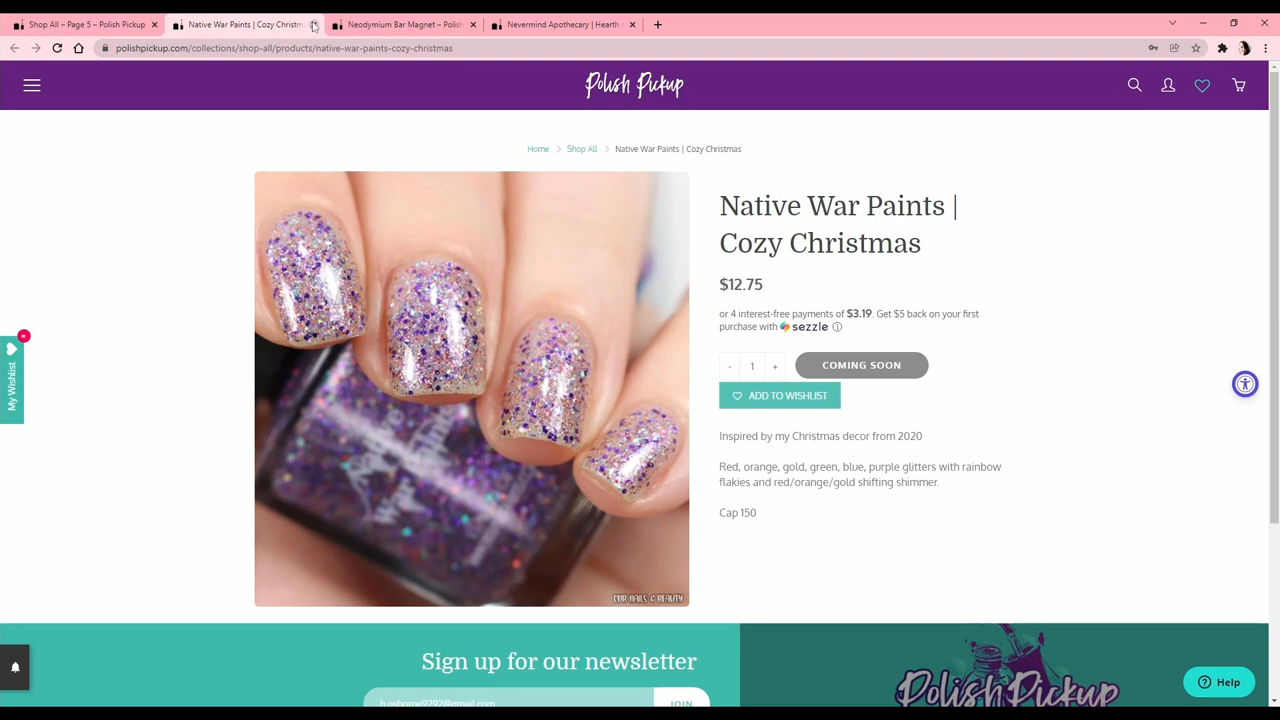 Shop All – Page 5 – Polish Pickup
Native War Paints | Cozy Christm
Neodymium Bar Magnet – Polish
Nevermind Apothecary | Hearth
polishpickup.com/collections/shop-all/products/native-war-paints-cozy-christmas
Polish Pickup
Home > Shop All > Native War Paints | Cozy Christmas
Native War Paints |
Cozy Christmas
$12.75
or 4 interest-free payments of $3.19. Get $5 back on your first
purchase with sezzle
- 1 + COMING SOON
ADD TO WISHLIST
My Wishlist
Inspired by my Christmas decor from 2020
Red, orange, gold, green, blue, purple glitters with rainbow
flakies and red/orange/gold shifting shimmer.
Cap 150
Sign up for our newsletter
JOIN
Polish Pickup
Help